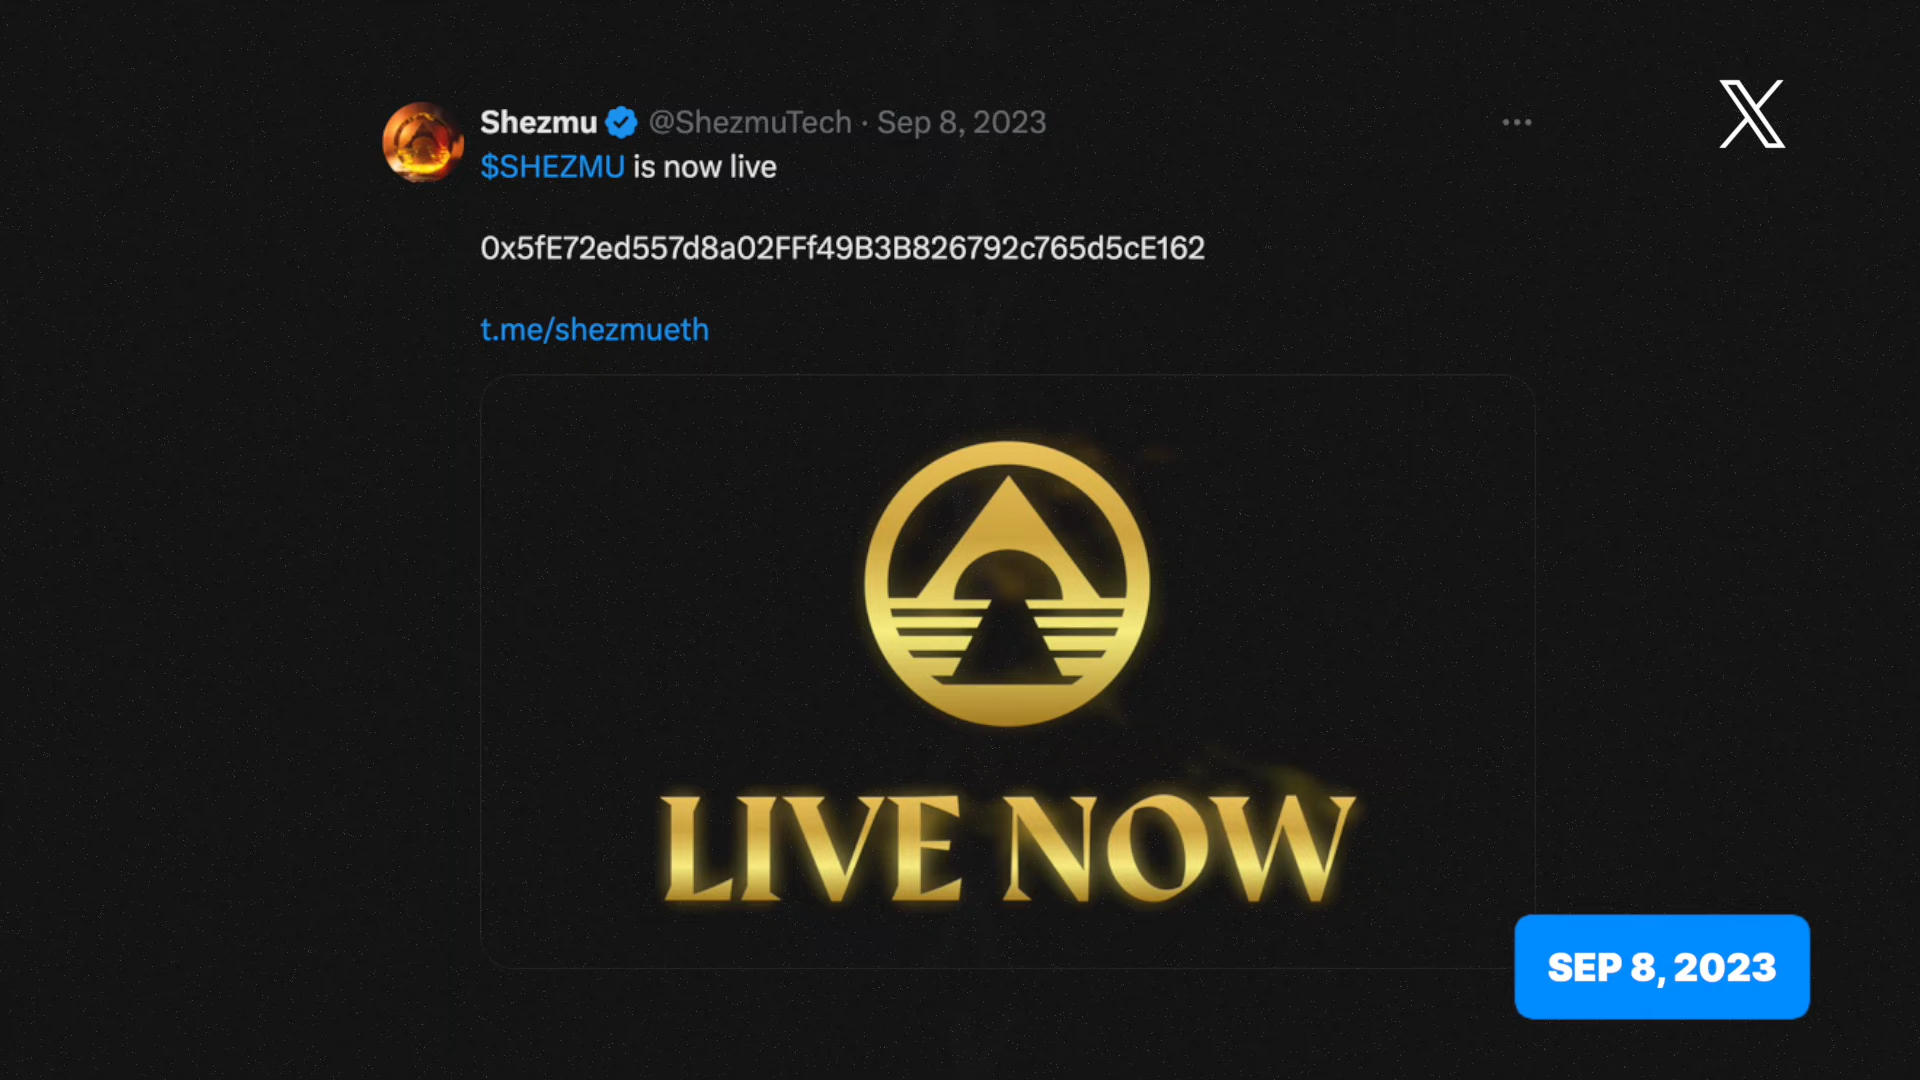 Shezmu @ShezmuTech · Sep 8, 2023
$SHEZMU is now live
0x5fE72ed557d8a02FFf49B3B826792c765d5cE162
t.me/shezmueth
LIVE NOW
SEP 8, 2023